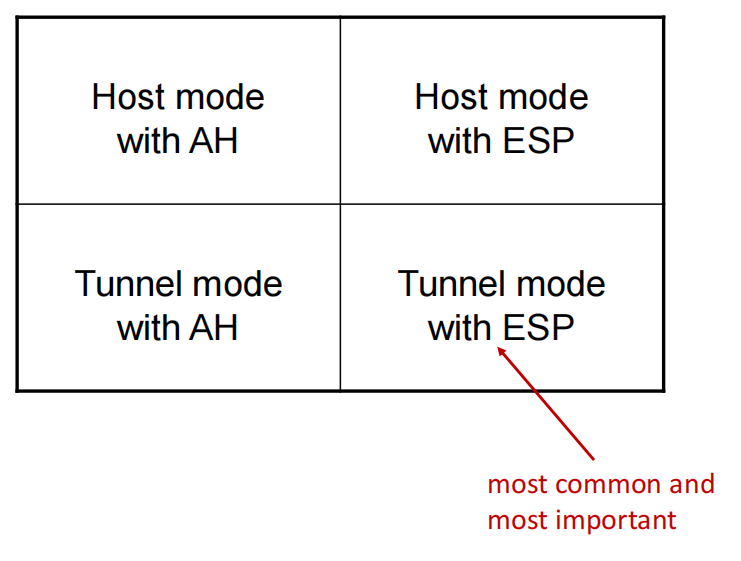 Host mode
with AH
Host mode
with ESP
Tunnel mode
with AH
Tunnel mode
with ESP
most common and
most important